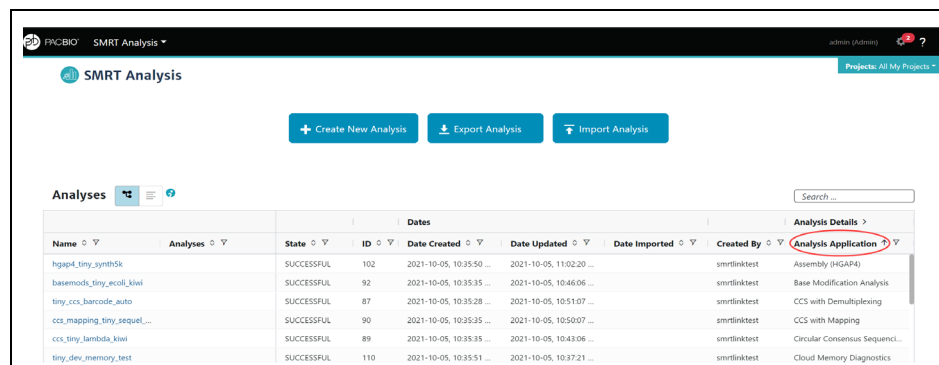 PACBIO® SMRT Analysis admin (Admin) 2 ?
Projects: All My Projects
SMRT Analysis
Create New Analysis Export Analysis Import Analysis
Analyses Search ...
Dates Analysis Details >
Name Analyses State ID Date Created Date Updated Date Imported Created By Analysis Application
hgap4_tiny_synth5k SUCCESSFUL 102 2021-10-05, 10:35:50 ... 2021-10-05, 11:02:20 ... smrtlinktest Assembly (HGAP4)
basemods_tiny_ecoli_kiwi SUCCESSFUL 92 2021-10-05, 10:35:35 ... 2021-10-05, 10:46:06 ... smrtlinktest Base Modification Analysis
tiny_ccs_barcode_auto SUCCESSFUL 87 2021-10-05, 10:35:28 ... 2021-10-05, 10:51:07 ... smrtlinktest CCS with Demultiplexing
ccs_mapping_tiny_sequel_... SUCCESSFUL 90 2021-10-05, 10:35:35 ... 2021-10-05, 10:50:07 ... smrtlinktest CCS with Mapping
ccs_tiny_lambda_kiwi SUCCESSFUL 89 2021-10-05, 10:35:35 ... 2021-10-05, 10:43:06 ... smrtlinktest Circular Consensus Sequenci...
tiny_dev_memory_test SUCCESSFUL 110 2021-10-05, 10:35:51 ... 2021-10-05, 10:37:21 ... smrtlinktest Cloud Memory Diagnostics